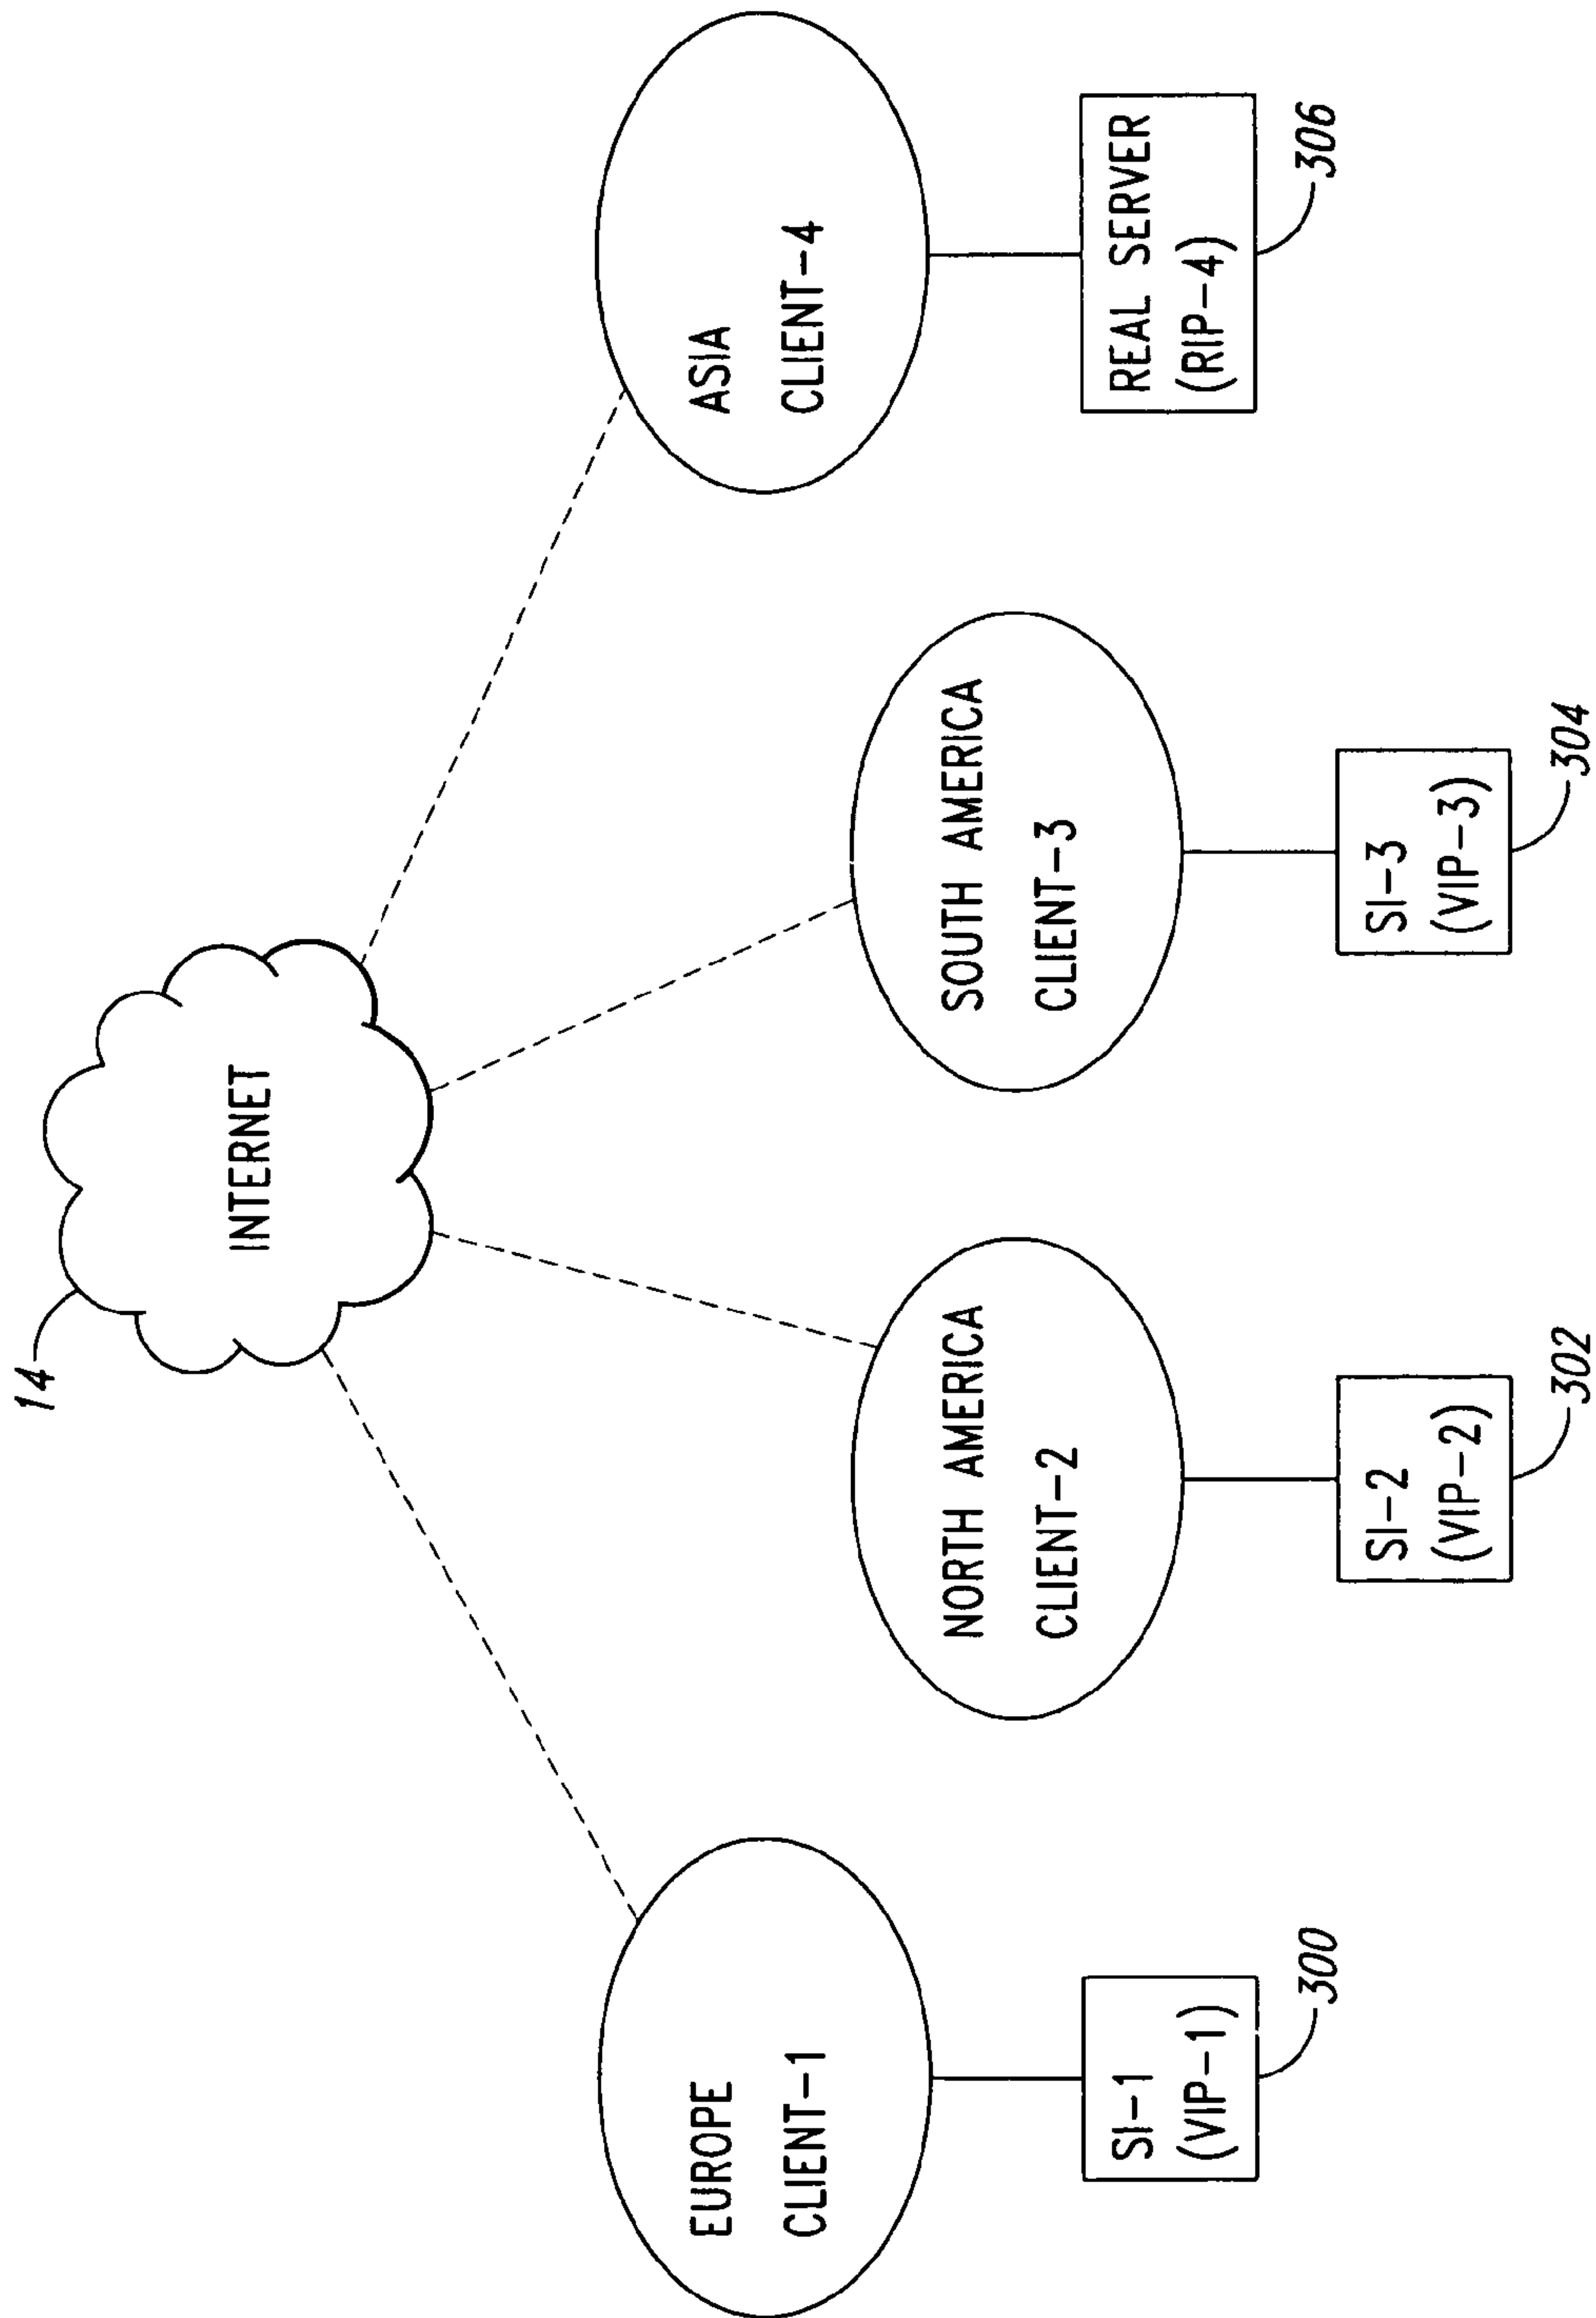 14
INTERNET
EUROPE
CLIENT-1
NORTH AMERICA
CLIENT-2
SOUTH AMERICA
CLIENT-3
ASIA
CLIENT-4
SI-1
(VIP-1)
300
SI-2
(VIP-2)
302
SI-3
(VIP-3)
304
REAL SERVER
(RIP-4)
306